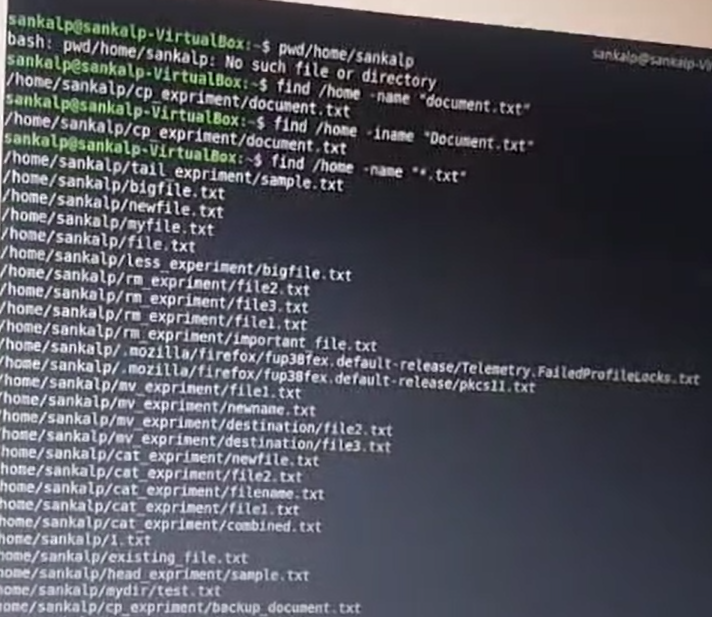 sankalp@sankalp-Vi
sankalp@sankalp-VirtualBox:~$ pwd/home/sankalp
bash: pwd/home/sankalp: No such file or directory
sankalp@sankalp-VirtualBox:~$ find /home -name "document.txt"
/home/sankalp/cp_expriment/document.txt
sankalp@sankalp-VirtualBox:~$ find /home -iname "Document.txt"
/home/sankalp/cp_expriment/document.txt
sankalp@sankalp-VirtualBox:~$ find /home -name "*.txt"
/home/sankalp/tail_expriment/sample.txt
/home/sankalp/bigfile.txt
/home/sankalp/newfile.txt
/home/sankalp/myfile.txt
/home/sankalp/file.txt
/home/sankalp/less_experiment/bigfile.txt
/home/sankalp/rm_expriment/file2.txt
/home/sankalp/rm_expriment/file3.txt
/home/sankalp/rm_expriment/file1.txt
/home/sankalp/rm_expriment/important_file.txt
/home/sankalp/.mozilla/firefox/fup38fex.default-release/Telemetry.FailedProfileLocks.txt
/home/sankalp/.mozilla/firefox/fup38fex.default-release/pkcs11.txt
/home/sankalp/mv_expriment/file1.txt
/home/sankalp/mv_expriment/newname.txt
/home/sankalp/mv_expriment/destination/file2.txt
/home/sankalp/mv_expriment/destination/file3.txt
/home/sankalp/cat_expriment/newfile.txt
/home/sankalp/cat_expriment/file2.txt
home/sankalp/cat_expriment/filename.txt
home/sankalp/cat_expriment/file1.txt
home/sankalp/cat_expriment/combined.txt
home/sankalp/1.txt
home/sankalp/existing_file.txt
home/sankalp/head_expriment/sample.txt
home/sankalp/mydir/test.txt
home/sankalp/cp_expriment/backup_document.txt